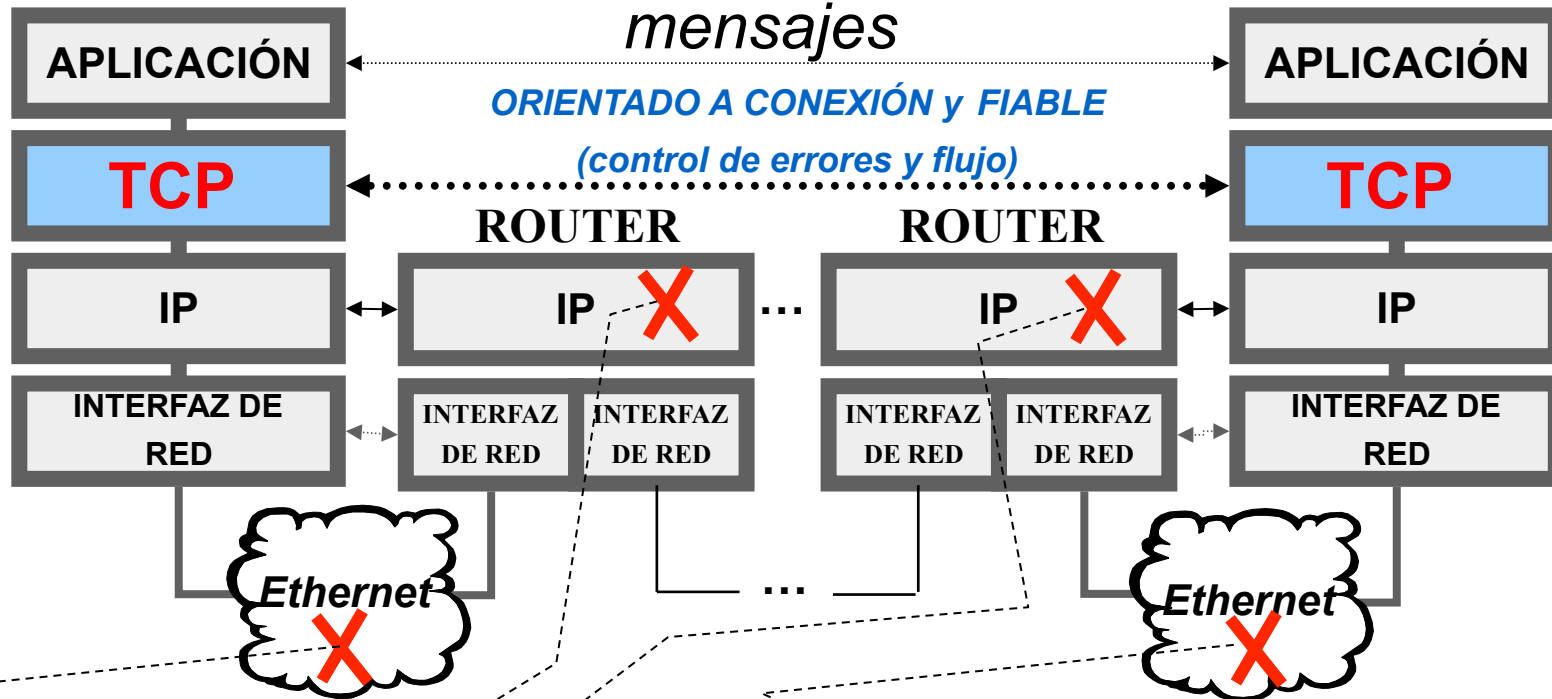 mensajes
APLICACIÓN
APLICACIÓN
ORIENTADO A CONEXIÓN y FIABLE
(control de errores y flujo)
TCP
TCP
ROUTER
ROUTER
IP
IP
...
IP
IP
INTERFAZ DE
RED
INTERFAZ
DE RED
INTERFAZ
DE RED
INTERFAZ
DE RED
INTERFAZ
DE RED
INTERFAZ DE
RED
Ethernet
...
Ethernet